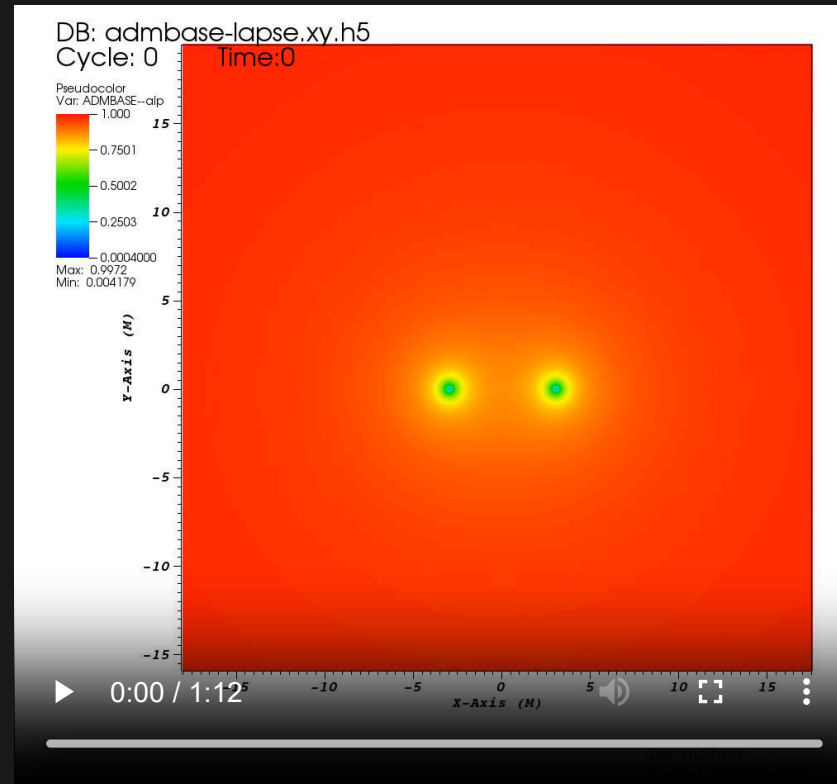 DB: admbase-lapse.xy.h5
Cycle: 0 Time:0
Pseudocolor
Var: ADMBASE--alp
1.000
0.7501
0.5002
0.2503
0.0004000
Max: 0.9972
Min: 0.004179
15
10
5
0
-5
-10
-15
Y-Axis (M)
-15 -10 -5 0 5 10 15
X-Axis (M)
0:00 / 1:12